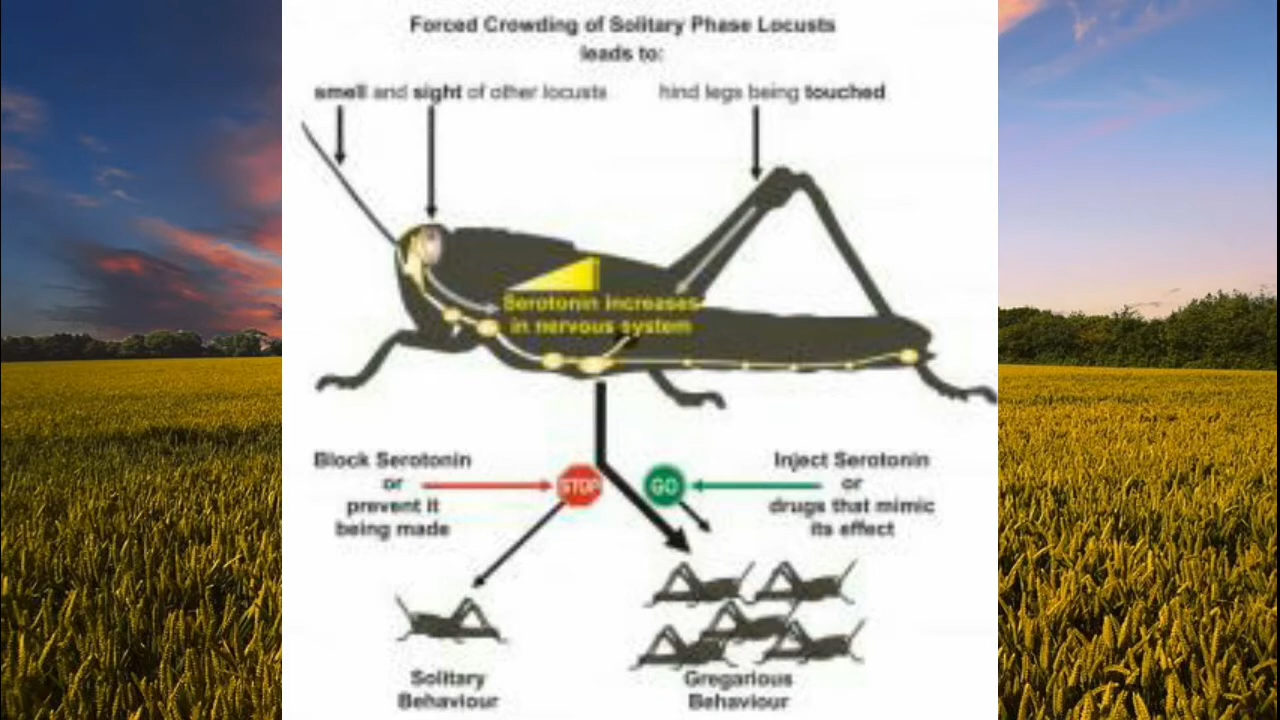 Forced Crowding of Solitary Phase Locusts
leads to:
smell and sight of other locusts
hind legs being touched
Serotonin increases
in nervous system
Block Serotonin
or
prevent it
being made
STOP
GO
Inject Serotonin
or
drugs that mimic
its effect
Solitary
Behaviour
Gregarious
Behaviour